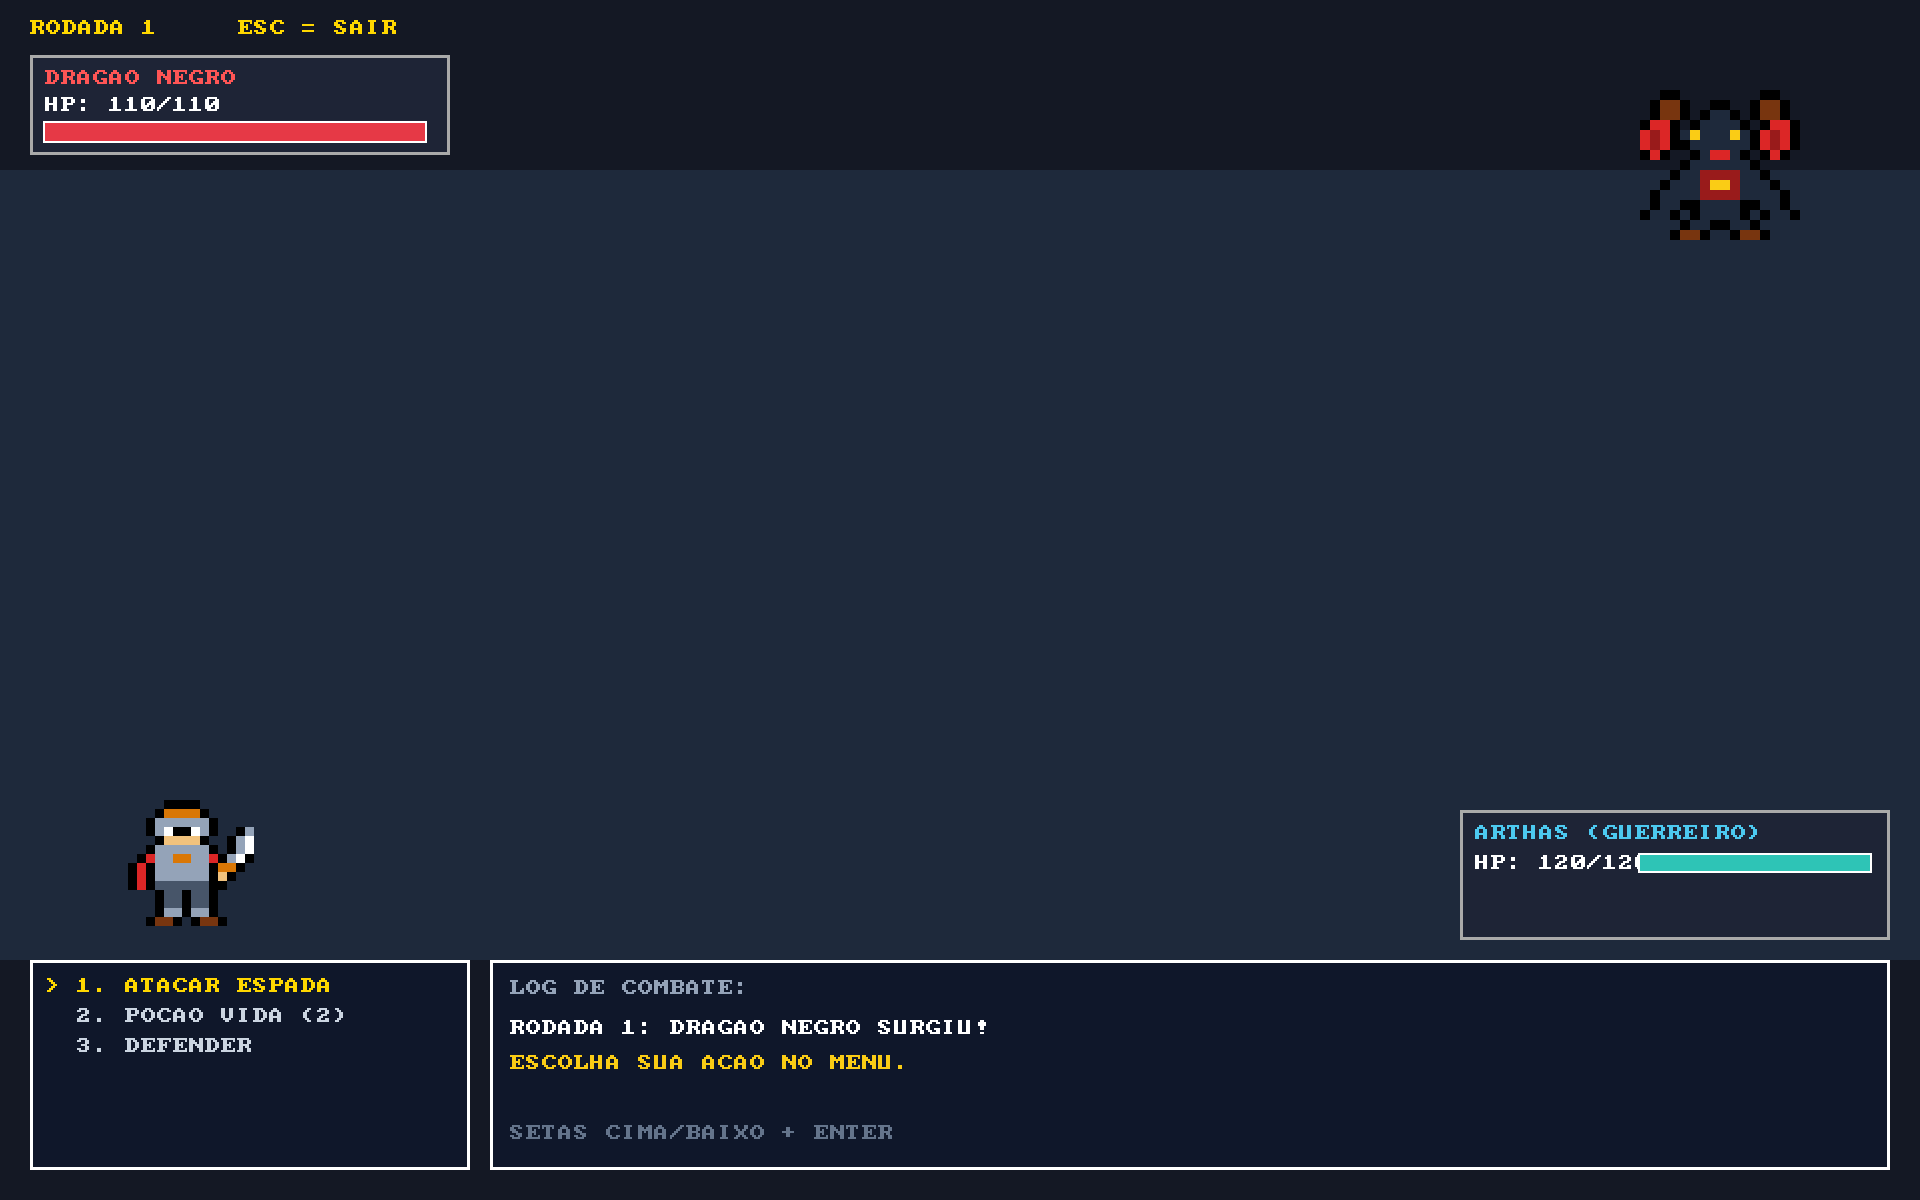 RODADA 1 ESC = SAIR
DRAGAO NEGRO
HP: 110/110
ARTHAS (GUERREIRO)
HP: 120/120
> 1. ATACAR ESPADA
2. POCAO VIDA (2)
3. DEFENDER
LOG DE COMBATE:
RODADA 1: DRAGAO NEGRO SURGIU!
ESCOLHA SUA ACAO NO MENU.
SETAS CIMA/BAIXO + ENTER